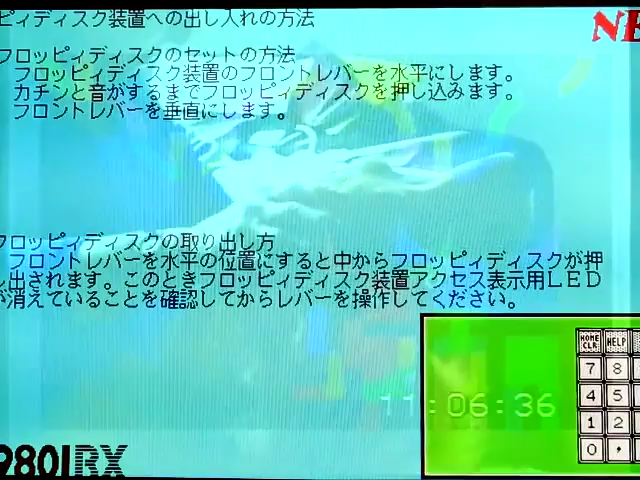 ピィディスク装置への出し入れの方法
NE
フロッピィディスクのセットの方法
フロッピィディスク装置のフロントレバーを水平にします。
カチンと音がするまでフロッピィディスクを押し込みます。
フロントレバーを垂直にします。
フロッピィディスクの取り出し方
フロントレバーを水平の位置にすると中からフロッピィディスクが押
し出されます。このときフロッピィディスク装置アクセス表示用LED
が消えていることを確認してからレバーを操作してください。
HOME CLR HELP
7 8
4 5
11:06:36
1 2
0 ,
9801RX